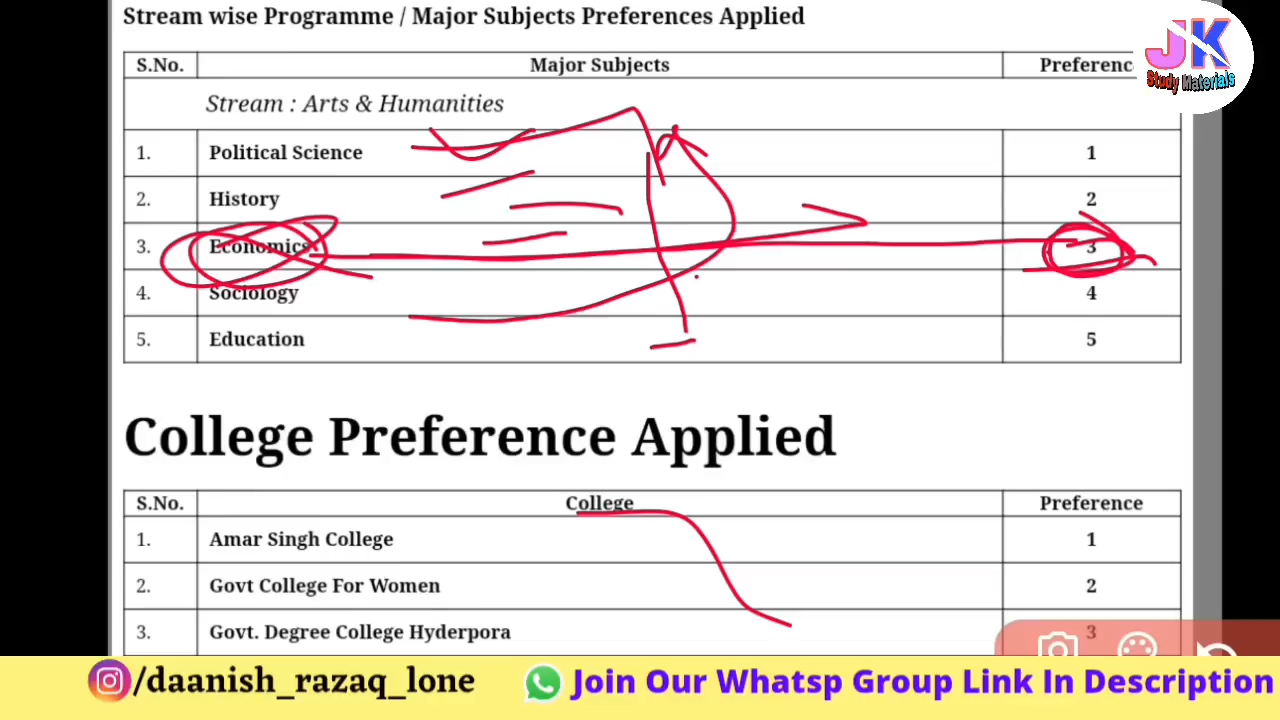 Stream wise Programme / Major Subjects Preferences Applied
JK
Study Materials
S.No. Major Subjects Preferenc
Stream : Arts & Humanities
1. Political Science 1
2. History 2
3. Economics 3
4. Sociology 4
5. Education 5
College Preference Applied
S.No. College Preference
1. Amar Singh College 1
2. Govt College For Women 2
3. Govt. Degree College Hyderpora 3
/daanish_razaq_lone Join Our Whatsp Group Link In Description